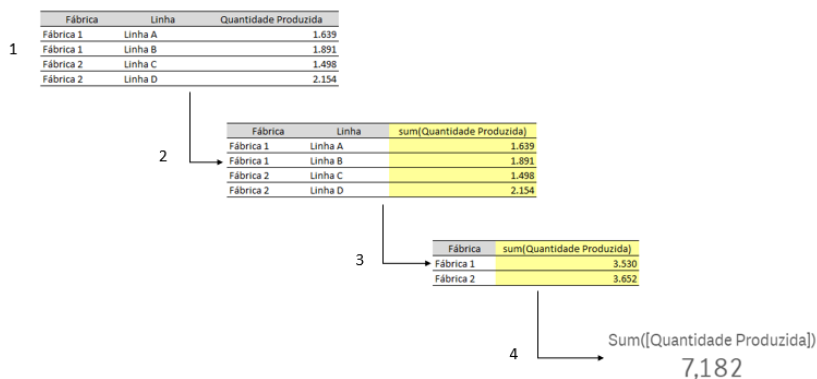 1
Fábrica Linha Quantidade Produzida
Fábrica 1 Linha A 1.639
Fábrica 1 Linha B 1.891
Fábrica 2 Linha C 1.498
Fábrica 2 Linha D 2.154
2
Fábrica Linha sum(Quantidade Produzida)
Fábrica 1 Linha A 1.639
Fábrica 1 Linha B 1.891
Fábrica 2 Linha C 1.498
Fábrica 2 Linha D 2.154
3
Fábrica sum(Quantidade Produzida)
Fábrica 1 3.530
Fábrica 2 3.652
4
Sum([Quantidade Produzida])
7,182